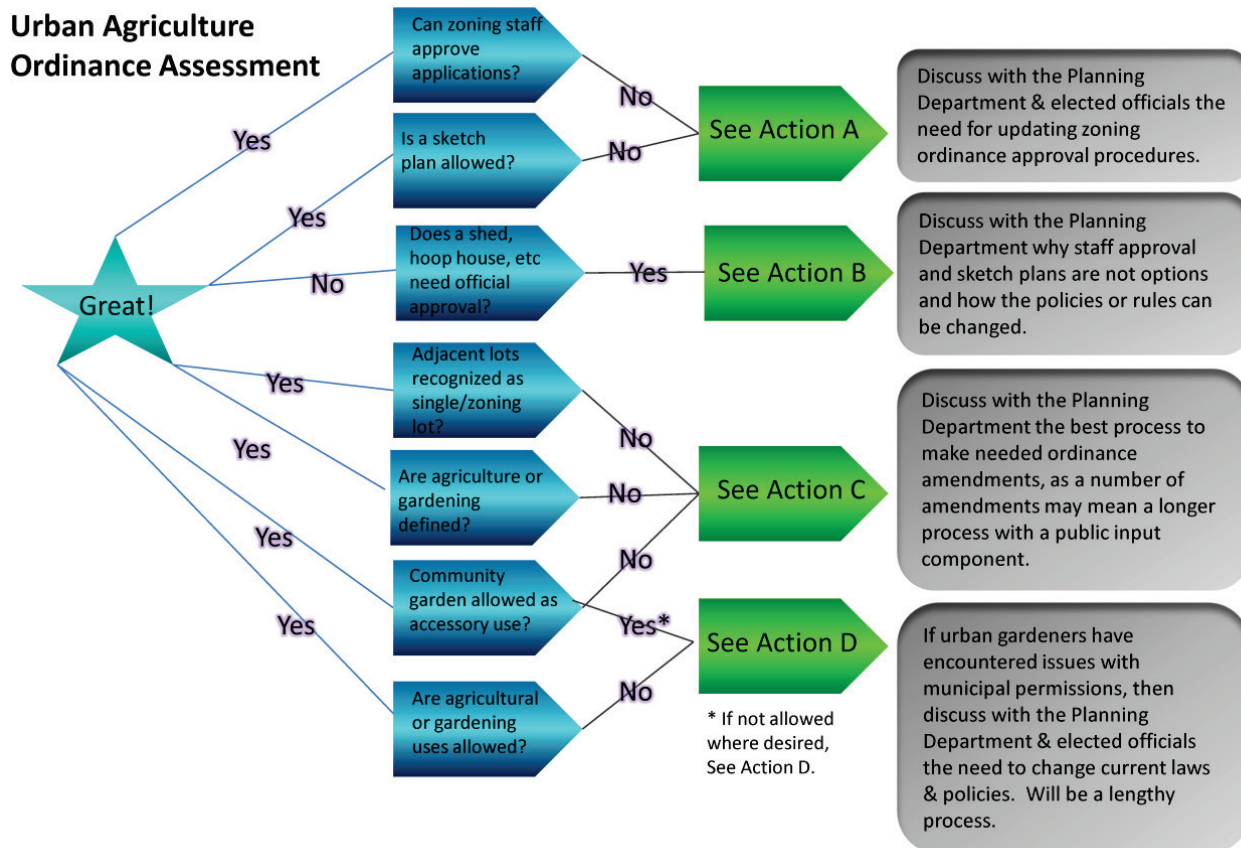 Urban Agriculture
Ordinance Assessment
Can zoning staff
approve
applications?
No
See Action A
Discuss with the Planning
Department & elected officials the
need for updating zoning
ordinance approval procedures.
Yes
Is a sketch
plan allowed?
No
Yes
Great!
No
Does a shed,
hoop house, etc
need official
approval?
Yes
See Action B
Discuss with the Planning
Department why staff approval
and sketch plans are not options
and how the policies or rules can
be changed.
Yes
Adjacent lots
recognized as
single/zoning
lot?
No
Yes
Are agriculture or
gardening
defined?
No
See Action C
Discuss with the Planning
Department the best process to
make needed ordinance
amendments, as a number of
amendments may mean a longer
process with a public input
component.
Yes
Community
garden allowed as
accessory use?
No
Yes*
See Action D
Yes
Are agricultural
or gardening
uses allowed?
No
* If not allowed
where desired,
See Action D.
If urban gardeners have
encountered issues with
municipal permissions, then
discuss with the Planning
Department & elected officials
the need to change current laws
& policies.  Will be a lengthy
process.